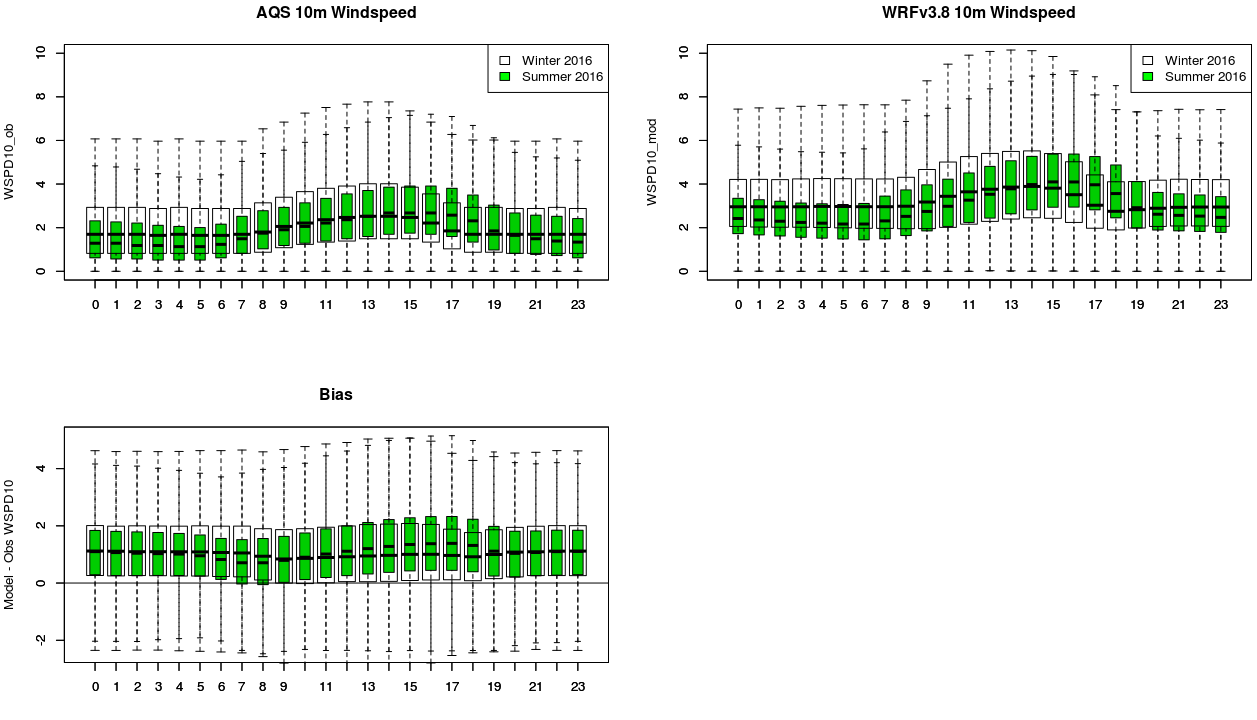 AQS 10m Windspeed
WSPD10_ob
10
8
6
4
2
0
Winter 2016
Summer 2016
0 1 2 3 4 5 6 7 8 9 11 13 15 17 19 21 23
WRFv3.8 10m Windspeed
WSPD10_mod
10
8
6
4
2
0
Winter 2016
Summer 2016
0 1 2 3 4 5 6 7 8 9 11 13 15 17 19 21 23
Bias
Model - Obs WSPD10
4
2
0
-2
0 1 2 3 4 5 6 7 8 9 11 13 15 17 19 21 23